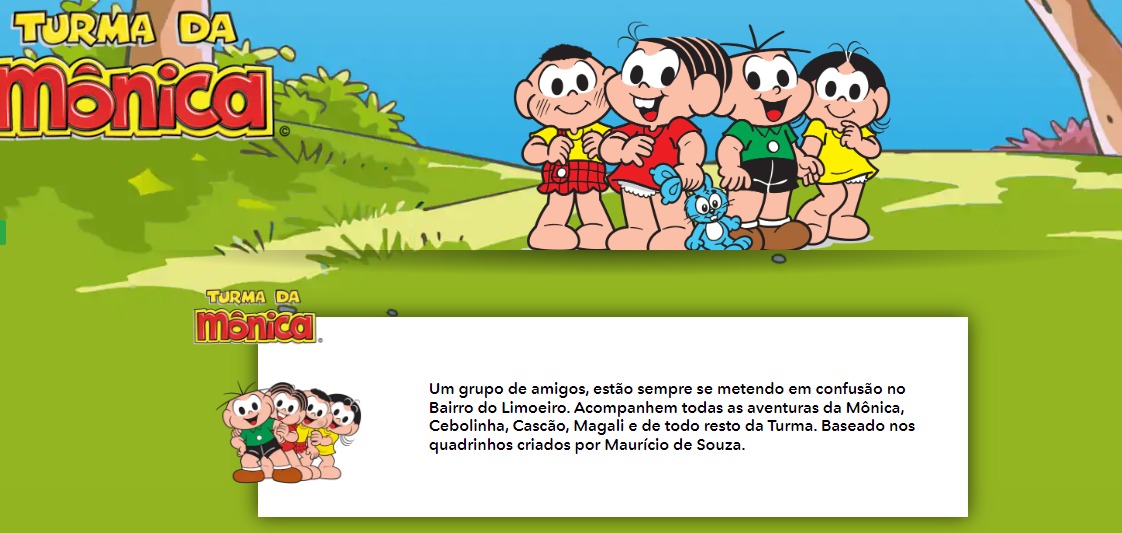 TURMA DA
Mônica
©
TURMA DA
Mônica
Um grupo de amigos, estão sempre se metendo em confusão no
Bairro do Limoeiro. Acompanhem todas as aventuras da Mônica,
Cebolinha, Cascão, Magali e de todo resto da Turma. Baseado nos
quadrinhos criados por Maurício de Souza.